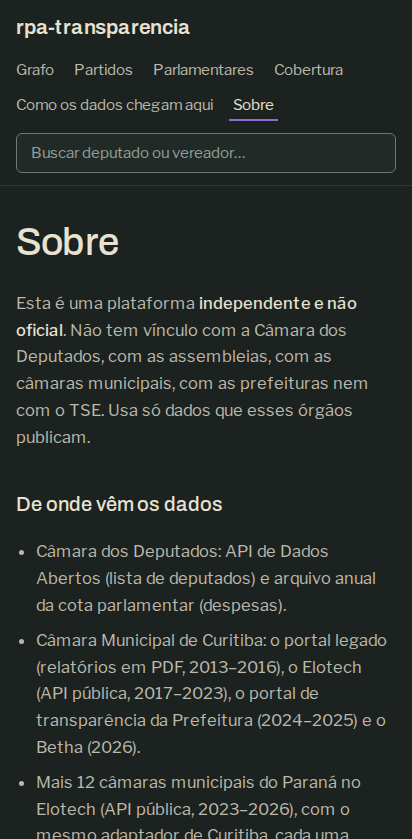 rpa-transparencia
Grafo Partidos Parlamentares Cobertura
Como os dados chegam aqui Sobre
Buscar deputado ou vereador...
Sobre
Esta é uma plataforma independente e não
oficial. Não tem vínculo com a Câmara dos
Deputados, com as assembleias, com as
câmaras municipais, com as prefeituras nem
com o TSE. Usa só dados que esses órgãos
publicam.
De onde vêm os dados
• Câmara dos Deputados: API de Dados
Abertos (lista de deputados) e arquivo anual
da cota parlamentar (despesas).
• Câmara Municipal de Curitiba: o portal legado
(relatórios em PDF, 2013–2016), o Elotech
(API pública, 2017–2023), o portal de
transparência da Prefeitura (2024–2025) e o
Betha (2026).
• Mais 12 câmaras municipais do Paraná no
Elotech (API pública, 2023–2026), com o
mesmo adaptador de Curitiba, cada uma